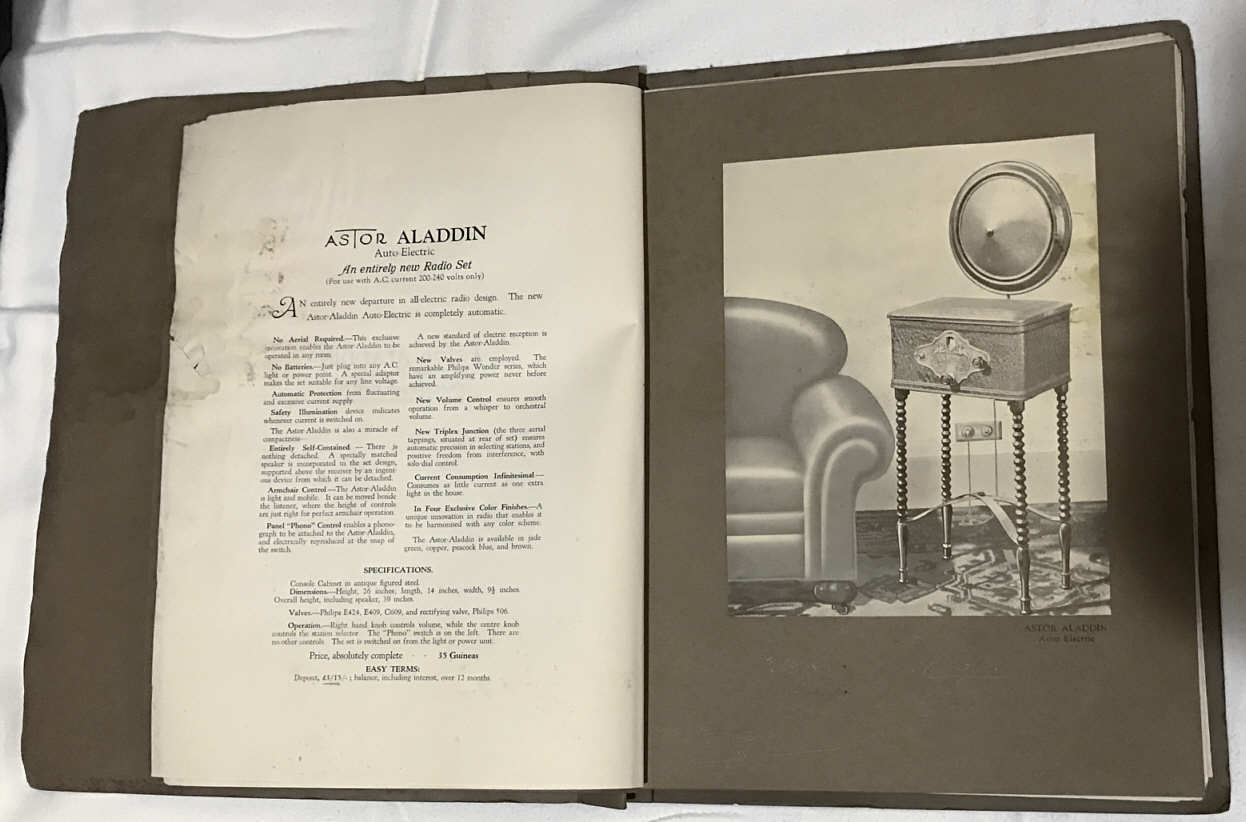 ASTOR ALADDIN
Auto-Electric
An entirely new Radio Set
(For use with A.C. current 200-240 volts only)
AN entirely new departure in all-electric radio design. The new
Astor-Aladdin Auto-Electric is completely automatic.
No Aerial Required.—This exclusive
innovation enables the Astor-Aladdin to be
operated in any room.
No Batteries.—Just plug into any A.C.
light or power point. A special adaptor
makes the set suitable for any line voltage.
Automatic Protection from fluctuating
and excessive current supply.
Safety Illumination device indicates
whenever current is switched on.
The Astor-Aladdin is also a miracle of
compactness—
Entirely Self-Contained — There is
nothing detached. A specially matched
speaker is incorporated in the set design,
supported above the receiver by an ingeni-
ous device from which it can be detached.
Armchair Control—The Astor-Aladdin
is light and mobile. It can be moved beside
the listener, where the height of controls
are just right for perfect armchair operation.
Panel "Phono" Control enables a phono-
graph to be attached to the Astor-Aladdin,
and electrically reproduced at the snap of
the switch.
A new standard of electric reception is
achieved by the Astor-Aladdin.
New Valves are employed. The
remarkable Philips Wonder series, which
have an amplifying power never before
achieved.
New Volume Control ensures smooth
operation from a whisper to orchestral
volume.
New Triplex Junction (the three aerial
tappings, situated at rear of set) ensures
automatic precision in selecting stations, and
positive freedom from interference, with
solo-dial control.
Current Consumption Infinitesimal—
Consumes as little current as one extra
light in the house.
In Four Exclusive Color Finishes.—A
unique innovation in radio that enables it
to be harmonised with any color scheme.
The Astor-Aladdin is available in jade
green, copper, peacock blue, and brown.
SPECIFICATIONS.
Console Cabinet in antique figured steel.
Dimensions—Height, 26 inches; length, 14 inches, width, 9½ inches.
Overall height, including speaker, 39 inches.
Valves.—Philips E424, E409, C609, and rectifying valve, Philips 506.
Operation.—Right hand knob controls volume, while the centre knob
controls the station selector. The "Phono" switch is on the left. There are
no other controls. The set is switched on from the light or power unit.
Price, absolutely complete - - 35 Guineas
EASY TERMS:
Deposit, ; balance, including interest, over 12 months.
ASTOR ALADDIN
Auto Electric